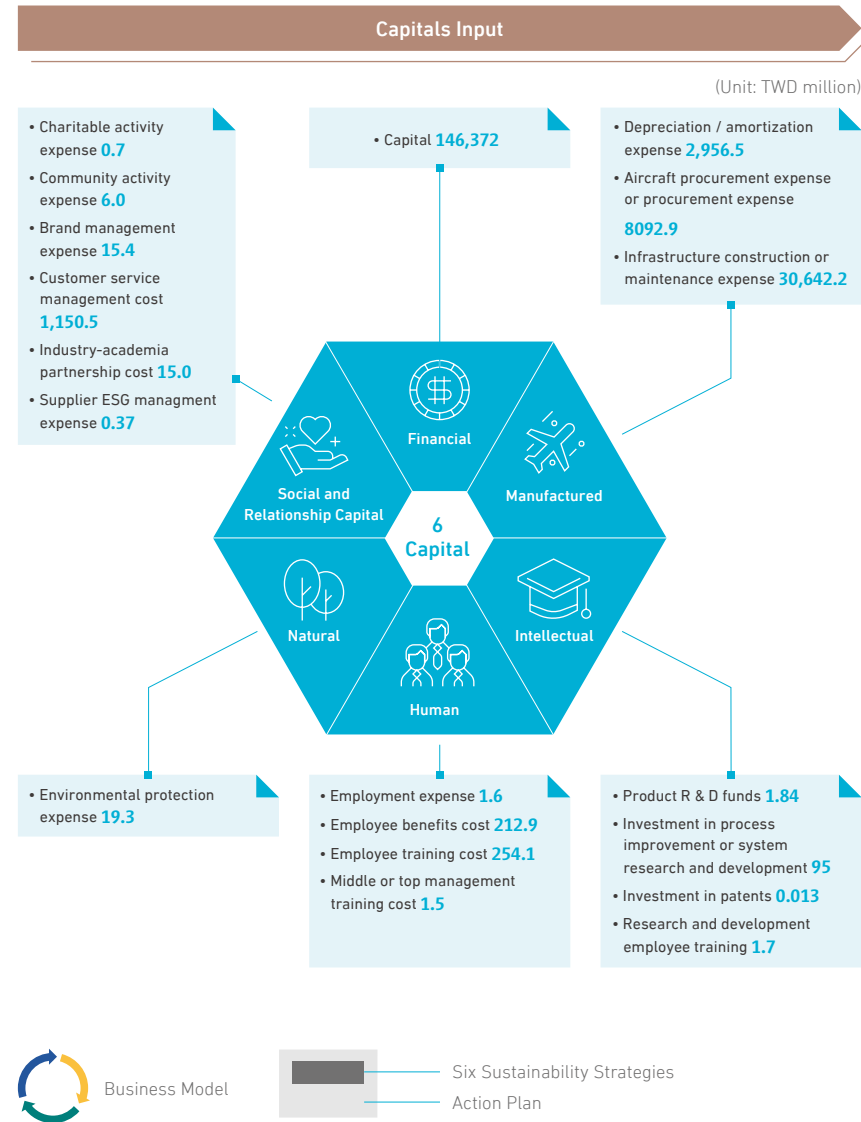 Capitals Input
(Unit: TWD million)
• Charitable activity
expense 0.7
• Community activity
expense 6.0
• Brand management
expense 15.4
• Customer service
management cost
1,150.5
• Industry-academia
partnership cost 15.0
• Supplier ESG managment
expense 0.37
• Capital 146,372
• Depreciation / amortization
expense 2,956.5
• Aircraft procurement expense
or procurement expense
8092.9
• Infrastructure construction or
maintenance expense 30,642.2
Financial
Social and
Relationship Capital
Manufactured
6
Capital
Natural
Intellectual
Human
• Environmental protection
expense 19.3
• Employment expense 1.6
• Employee benefits cost 212.9
• Employee training cost 254.1
• Middle or top management
training cost 1.5
• Product R & D funds 1.84
• Investment in process
improvement or system
research and development 95
• Investment in patents 0.013
• Research and development
employee training 1.7
Business Model
Six Sustainability Strategies
Action Plan